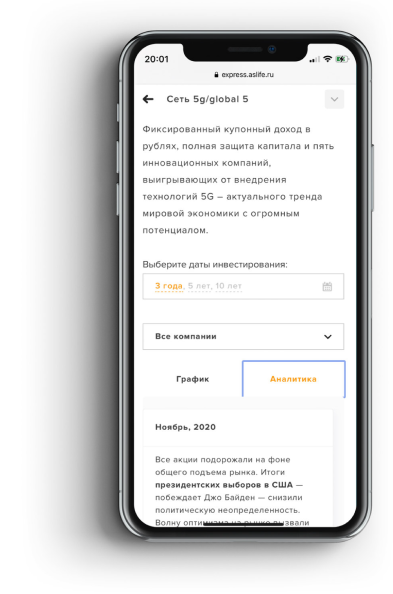 20:01
express.aslife.ru
Сеть 5g/global 5
Фиксированный купонный доход в
рублях, полная защита капитала и пять
инновационных компаний,
выигрывающих от внедрения
технологий 5G – актуального тренда
мировой экономики с огромным
потенциалом.
Выберите даты инвестирования:
3 года, 5 лет, 10 лет
Все компании
График
Аналитика
Ноябрь, 2020
Все акции подорожали на фоне
общего подъема рынка. Итоги
президентских выборов в США —
побеждает Джо Байден — снизили
политическую неопределенность.
Волну оптимизма на рынке вызвали